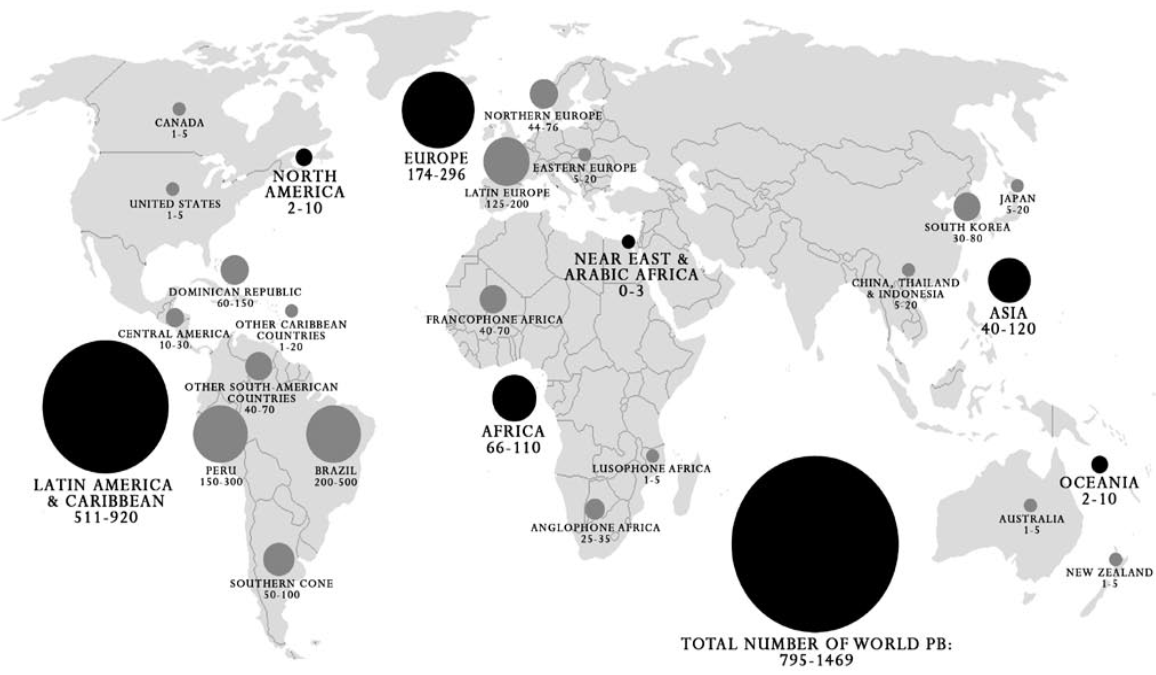 CANADA
1-5
NORTH
AMERICA
2-10
UNITED STATES
1-5
DOMINICAN REPUBLIC
60-150
CENTRAL AMERICA
10-30
OTHER CARIBBEAN
COUNTRIES
1-20
OTHER SOUTH-AMERICAN
COUNTRIES
40-70
PERU
150-300
BRAZIL
200-500
LATIN AMERICA
& CARIBBEAN
511-920
SOUTHERN CONE
50-100
EUROPE
174-296
NORTHERN EUROPE
44-76
EASTERN EUROPE
5-20
LATIN EUROPE
125-200
NEAR EAST &
ARABIC AFRICA
0-3
FRANCOPHONE AFRICA
40-70
AFRICA
66-110
LUSOPHONE AFRICA
1-5
ANGLOPHONE AFRICA
25-35
JAPAN
5-20
SOUTH KOREA
30-80
CHINA, THAILAND
& INDONESIA
5-20
ASIA
40-120
OCEANIA
2-10
AUSTRALIA
1-5
NEW ZEALAND
1-5
TOTAL NUMBER OF WORLD PB:
795-1469